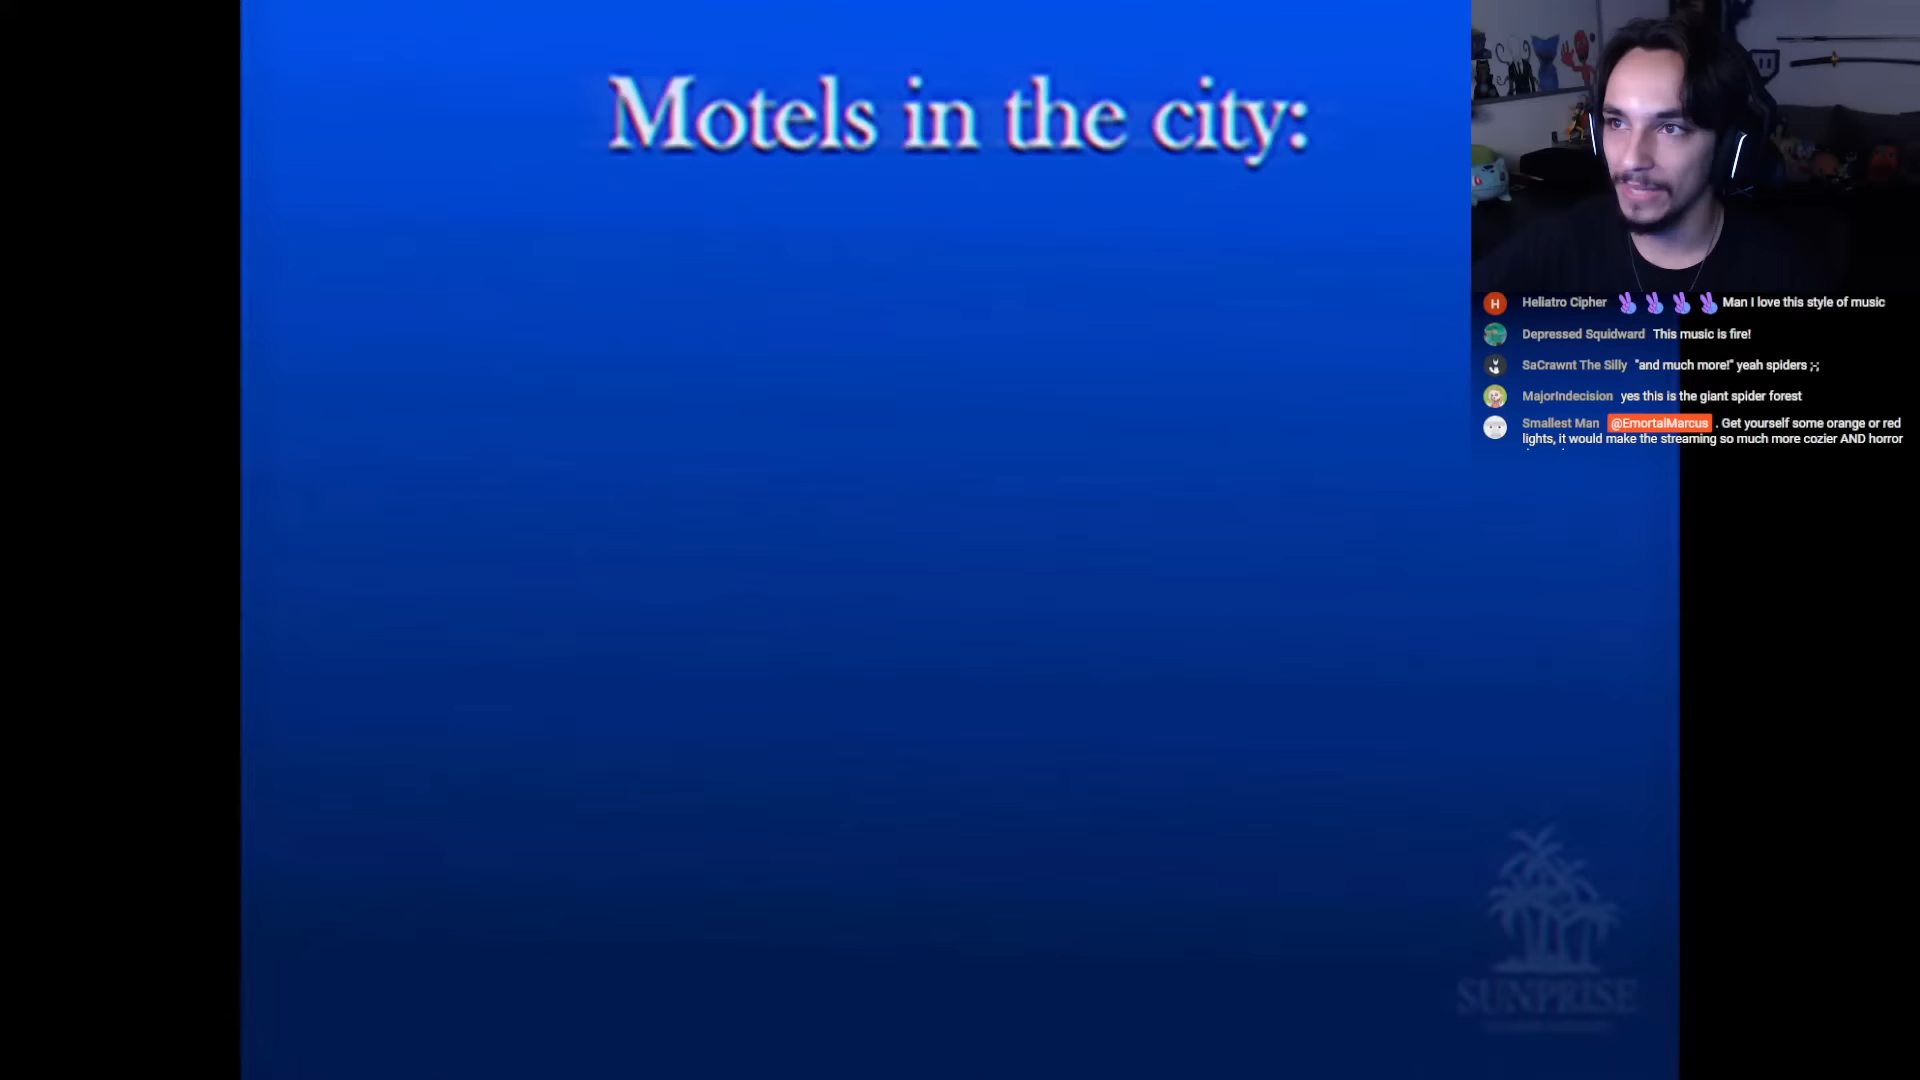 Motels in the city:
H Heliatro Cipher Man I love this style of music
Depressed Squidward This music is fire!
SaCrawnt The Silly "and much more!" yeah spiders ;-;
MajorIndecision yes this is the giant spider forest
Smallest Man @EmortalMarcus . Get yourself some orange or red
lights, it would make the streaming so much more cozier AND horror
SUNPRISE